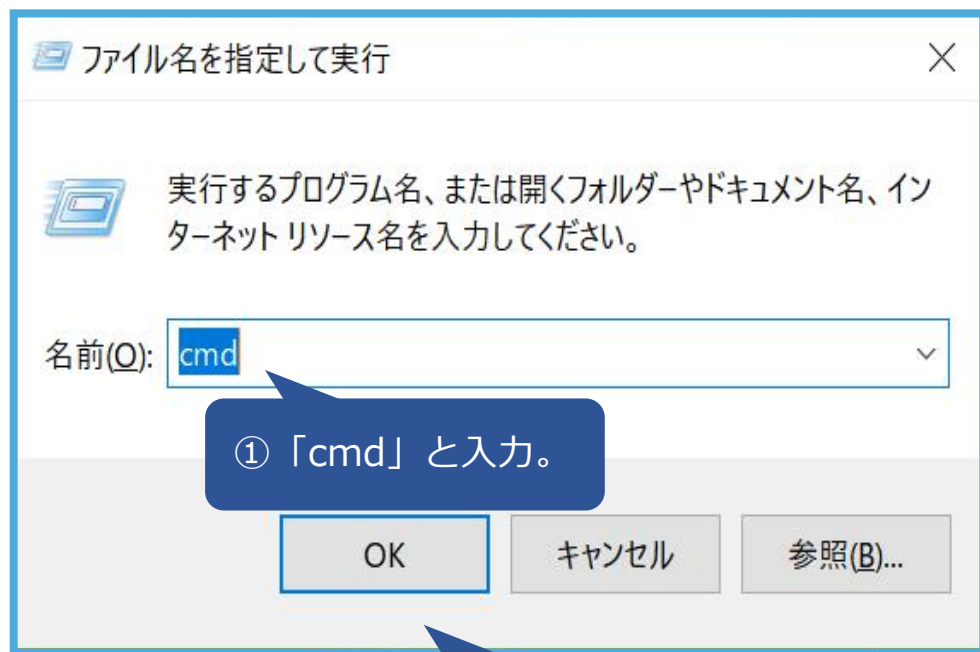 ファイル名を指定して実行
実行するプログラム名、または開くフォルダーやドキュメント名、イン
ターネット リソース名を入力してください。
名前(O): cmd
①「cmd」と入力。
OK キャンセル 参照(B)...